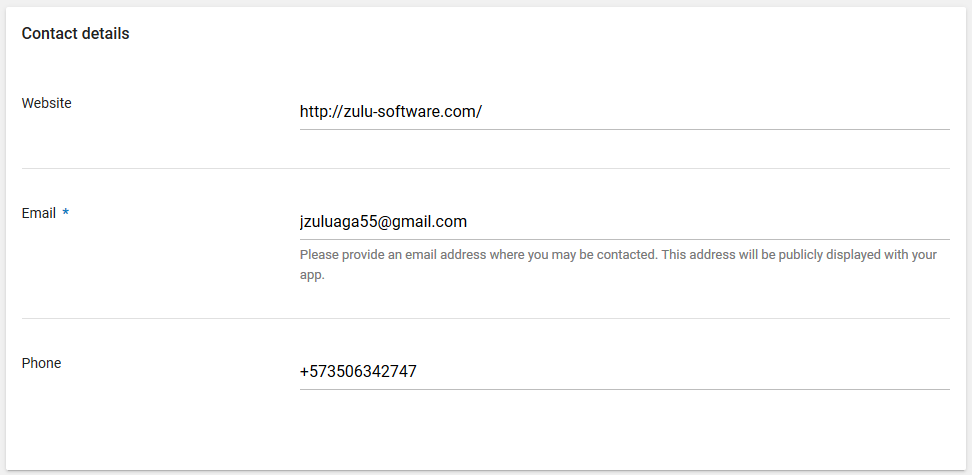 Contact details
Website
http://zulu-software.com/
Email *
jzuluaga55@gmail.com
Please provide an email address where you may be contacted. This address will be publicly displayed with your
app.
Phone
+573506342747